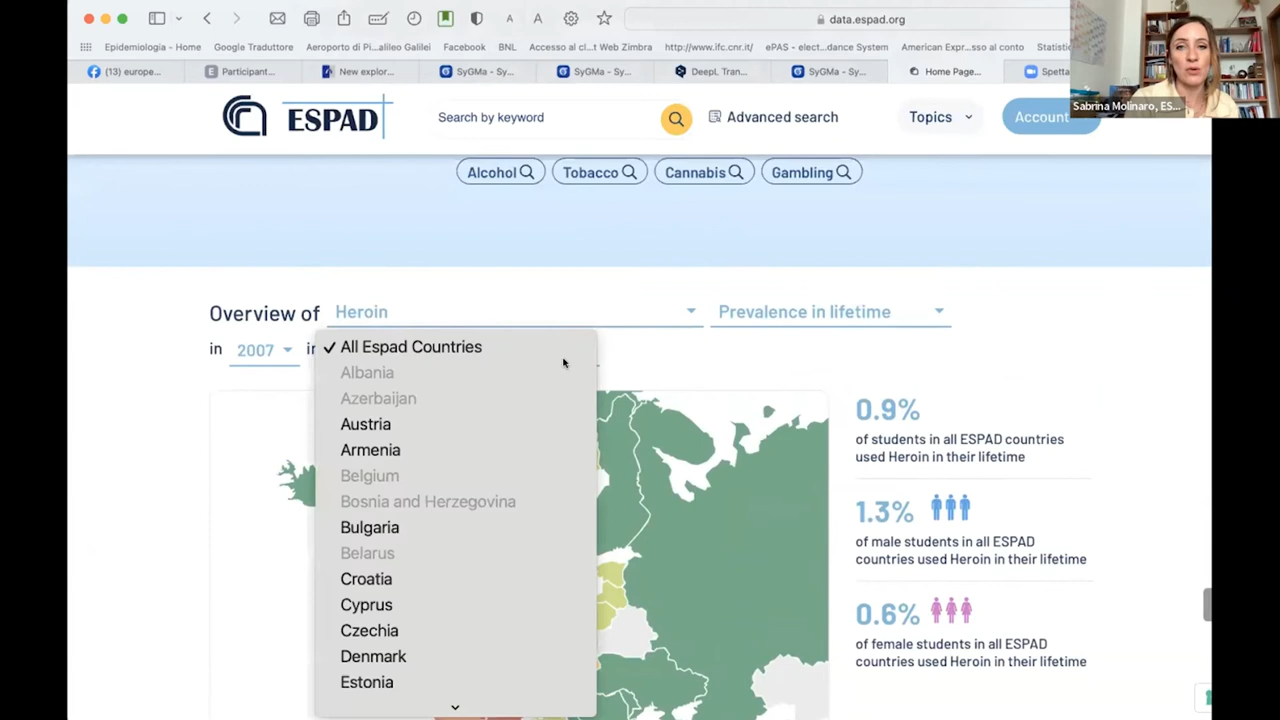 data.espad.org
Epidemiologia - Home
Google Traduttore
Aeroporto di Pi...alileo Galilei
Facebook
BNL
Accesso al cl...t Web Zimbra
http://www.ifc.cnr.it/
ePAS - elect...dance System
American Expr...sso al conto
Statistic
(13) europe...
Participant...
New explor...
SyGMa - Sy...
SyGMa - Sy...
DeepL Tran...
SyGMa - Sy...
Home Page...
Spetta
Sabrina Molinaro, ES...
ESPAD
Search by keyword
Advanced search
Topics
Account
Alcohol
Tobacco
Cannabis
Gambling
Overview of Heroin Prevalence in lifetime
in 2007 in
✓ All Espad Countries
Albania
Azerbaijan
Austria
Armenia
Belgium
Bosnia and Herzegovina
Bulgaria
Belarus
Croatia
Cyprus
Czechia
Denmark
Estonia
0.9%
of students in all ESPAD countries
used Heroin in their lifetime
1.3%
of male students in all ESPAD
countries used Heroin in their lifetime
0.6%
of female students in all ESPAD
countries used Heroin in their lifetime